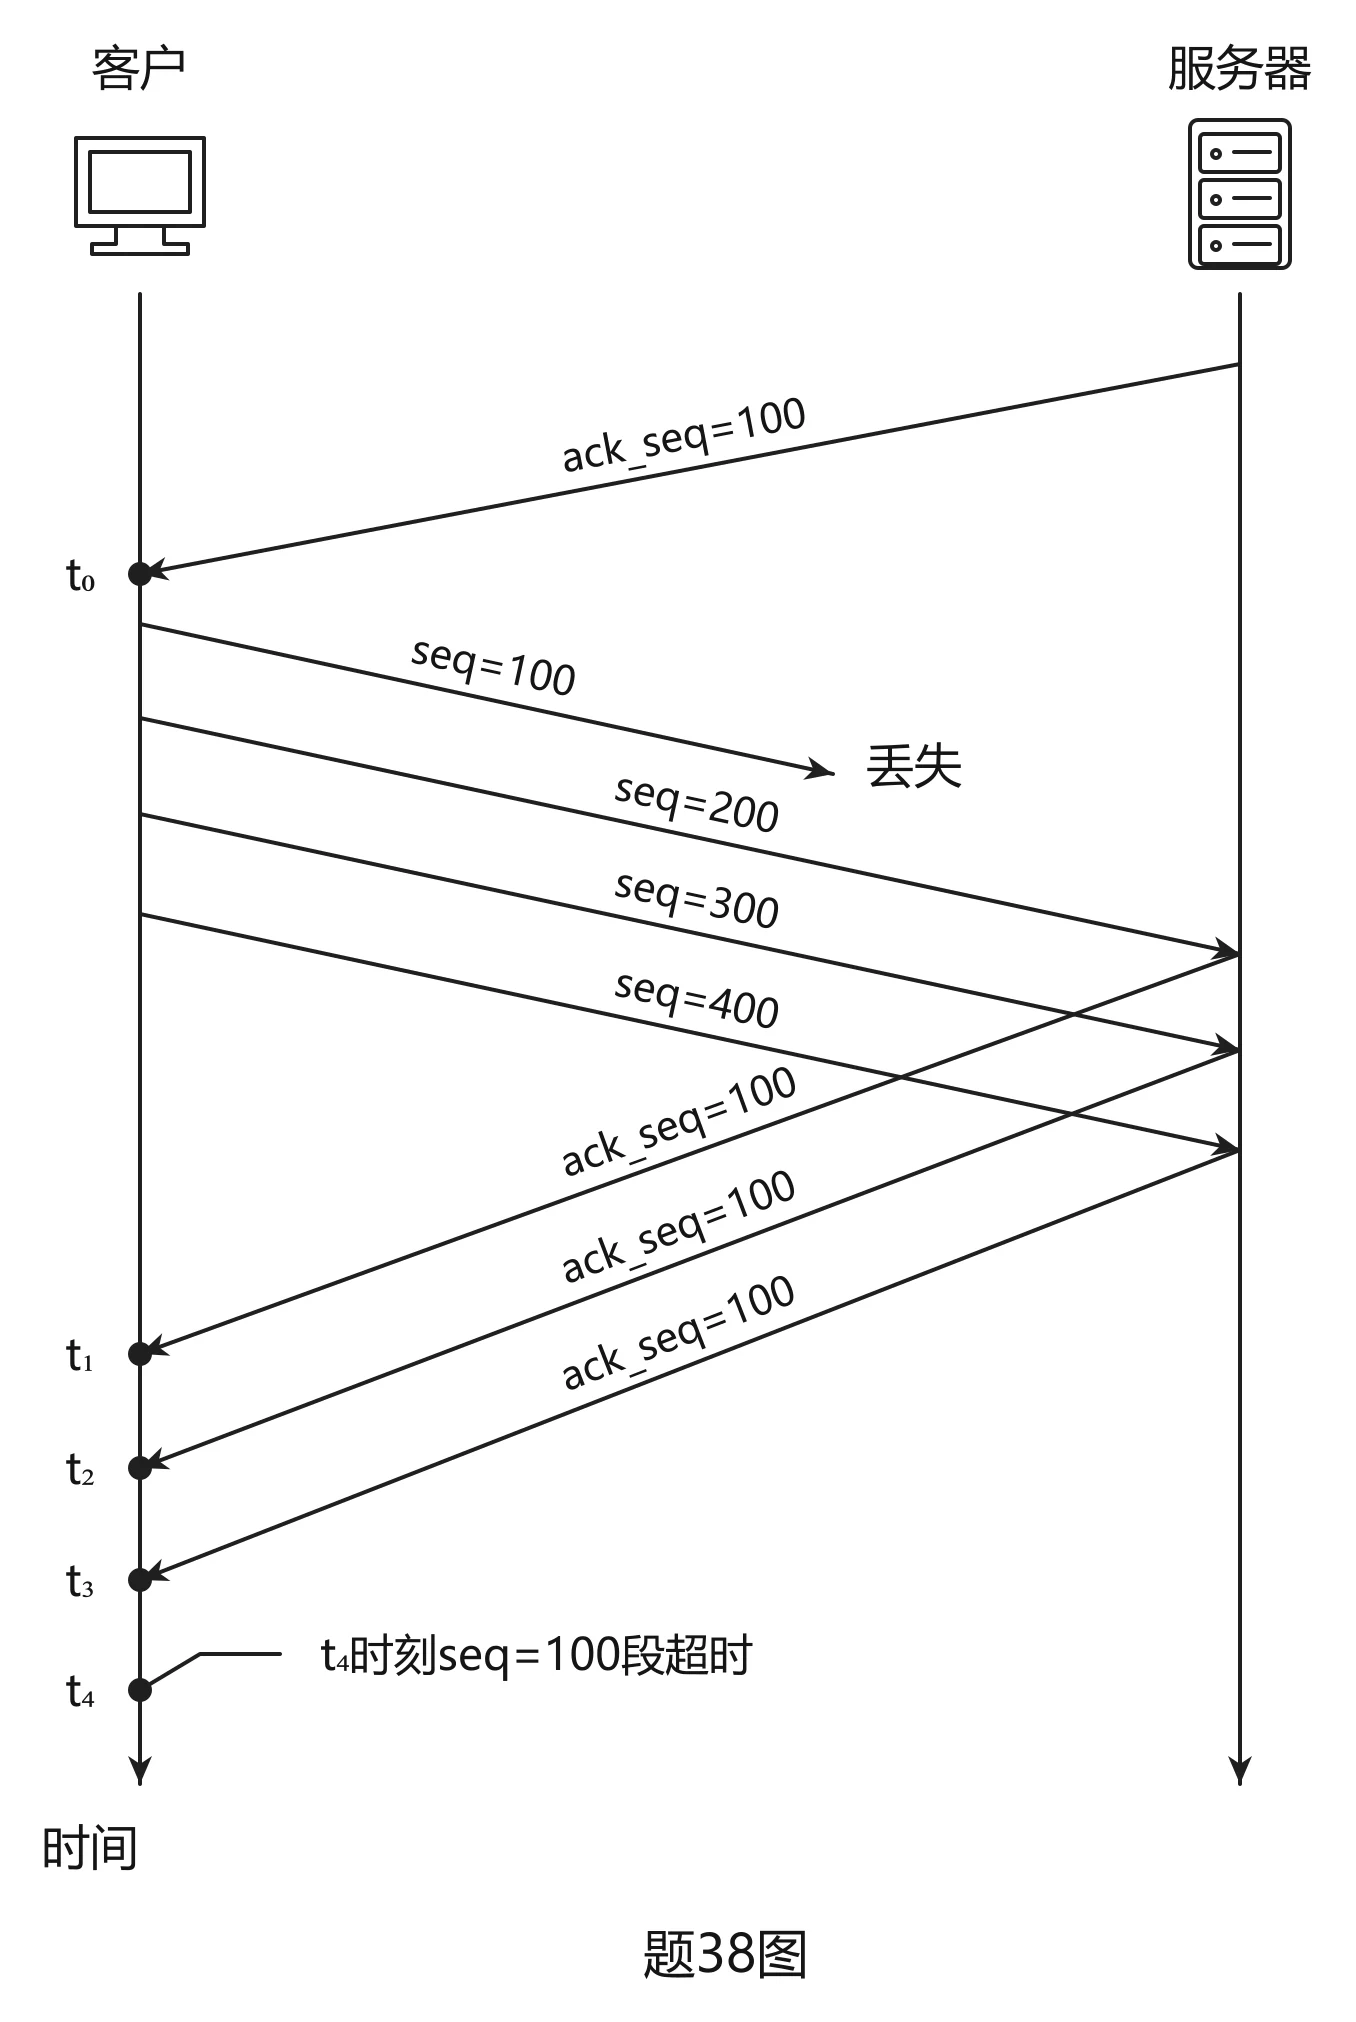 客户
服务器
ack_seq=100
t₀
seq=100
丢失
seq=200
seq=300
seq=400
ack_seq=100
ack_seq=100
ack_seq=100
t₁
t₂
t₃
t₄时刻seq=100段超时
t₄
时间
题38图